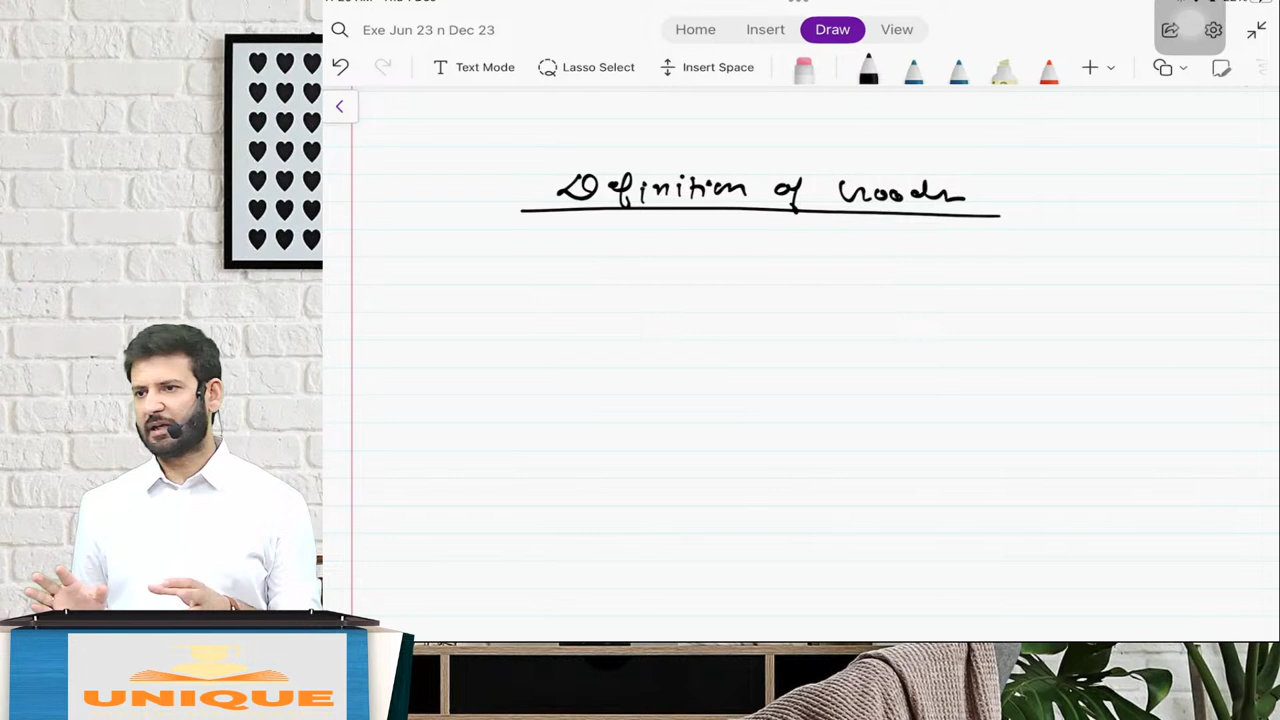 Exe Jun 23 n Dec 23
Home Insert Draw View
Text Mode Lasso Select Insert Space
Definition of Goods
UNIQUE